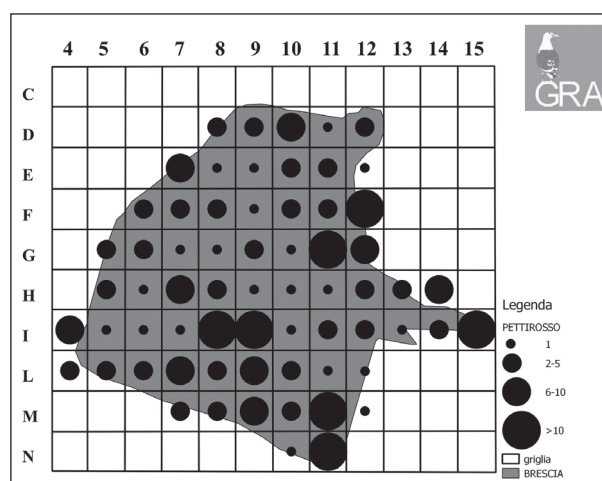 4 5 6 7 8 9 10 11 12 13 14 15
C
D
E
F
G
H
I
L
M
N
GRA
Legenda
PETTIROSSO
1
2-5
6-10
>10
griglia
BRESCIA